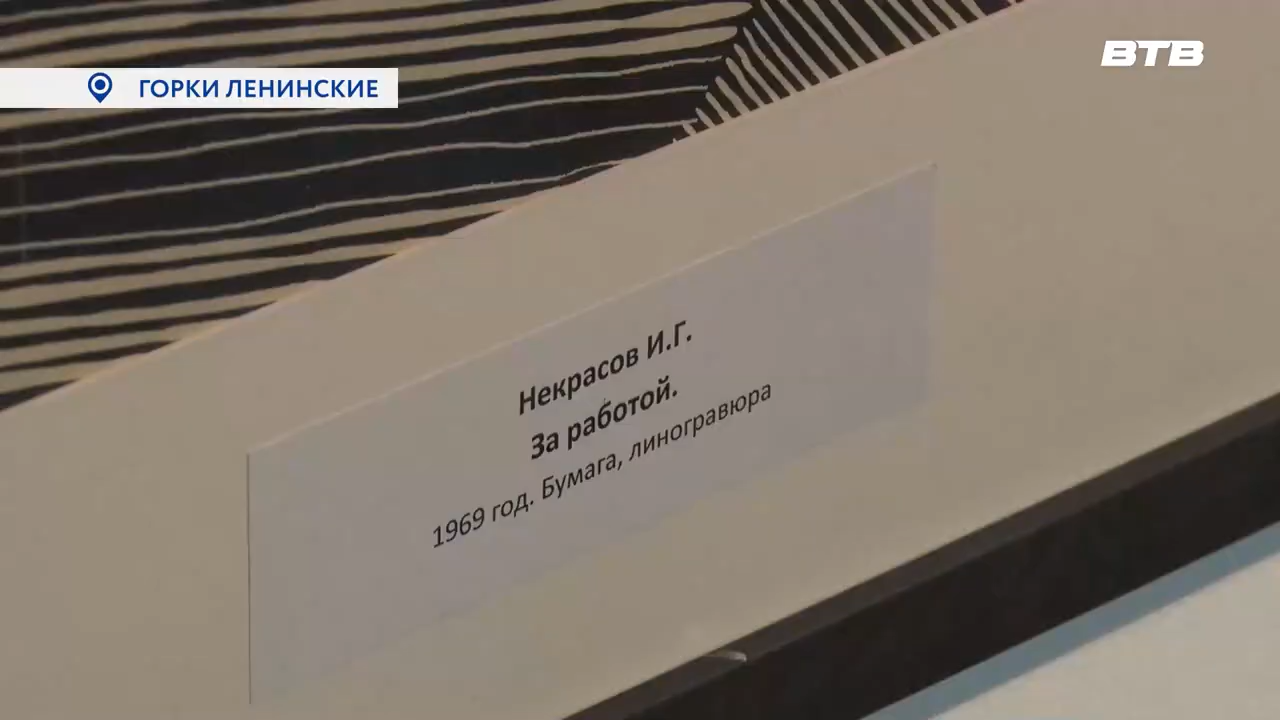 ВТВ
ГОРКИ ЛЕНИНСКИЕ
Некрасов И.Г.
За работой.
1969 год. Бумага, линогравюра